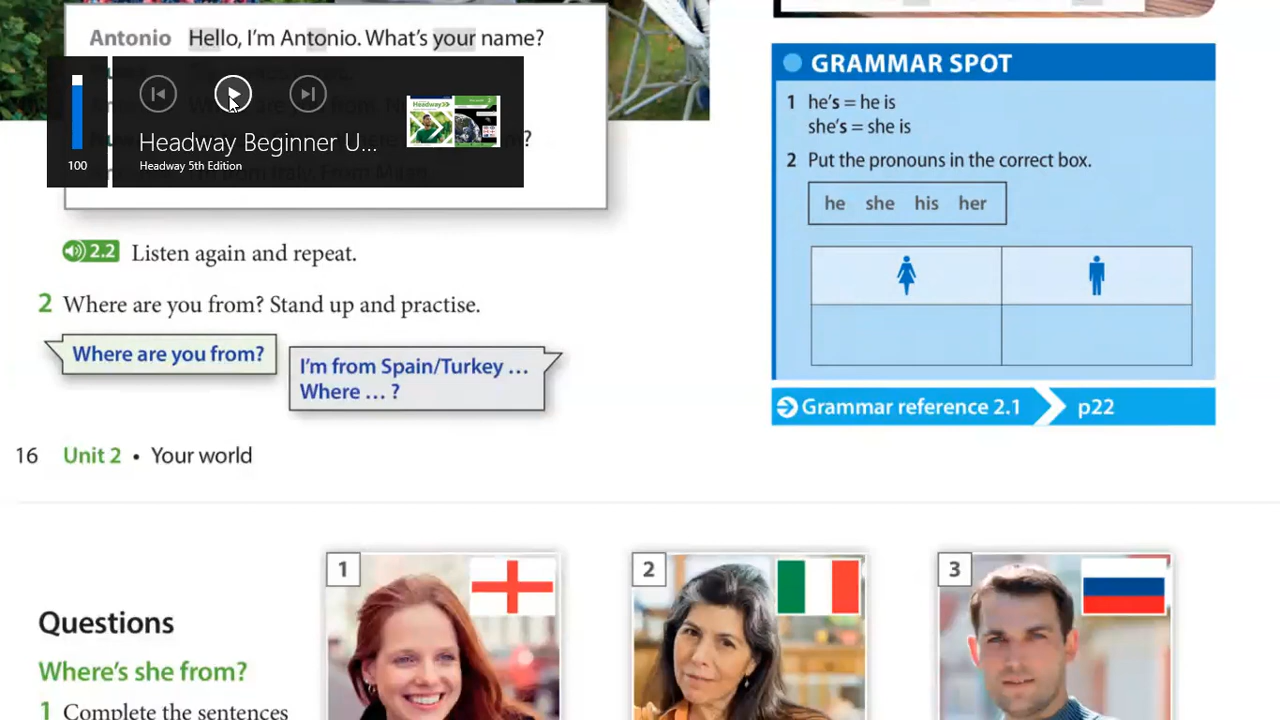 Antonio Hello, I'm Antonio. What's your name?
100
Headway Beginner U...
Headway 5th Edition
Headway
?
2.2 Listen again and repeat.
2 Where are you from? Stand up and practise.
Where are you from?
I'm from Spain/Turkey …
Where … ?
16 Unit 2 • Your world
GRAMMAR SPOT
1 he's = he is
she's = she is
2 Put the pronouns in the correct box.
he she his her
Grammar reference 2.1 p22
Questions
Where's she from?
1 Complete the sentences
1
2
3